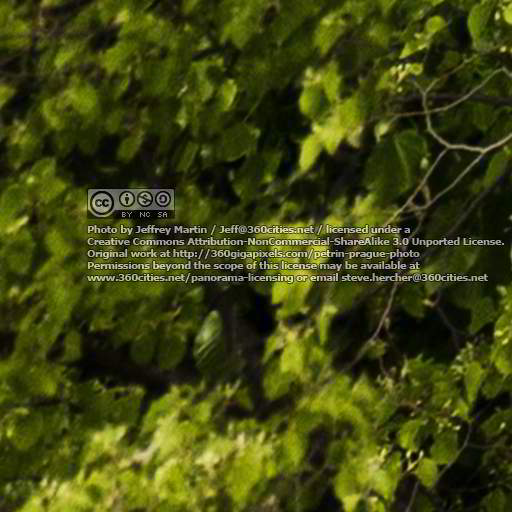 cc BY NC SA
Photo by Jeffrey Martin / Jeff@360cities.net / licensed under a
Creative Commons Attribution-NonCommercial-ShareAlike 3.0 Unported License.
Original work at http://360gigapixels.com/petrin-prague-photo
Permissions beyond the scope of this license may be available at
www.360cities.net/panorama-licensing or email steve.hercher@360cities.net